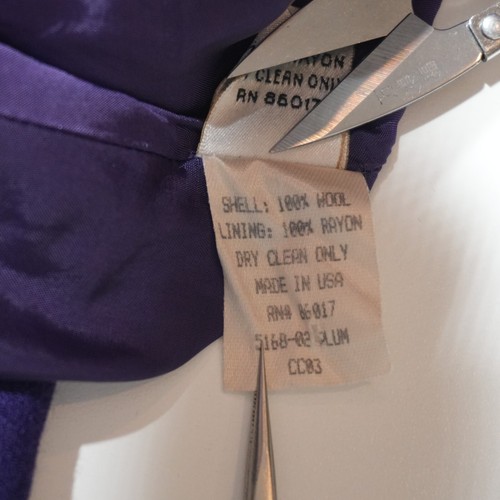 RAYON
CLEAN ONLY
RN 86017
SHELL: 100% WOOL
LINING: 100% RAYON
DRY CLEAN ONLY
MADE IN USA
RN# 86017
5168-02 PLUM
CC03